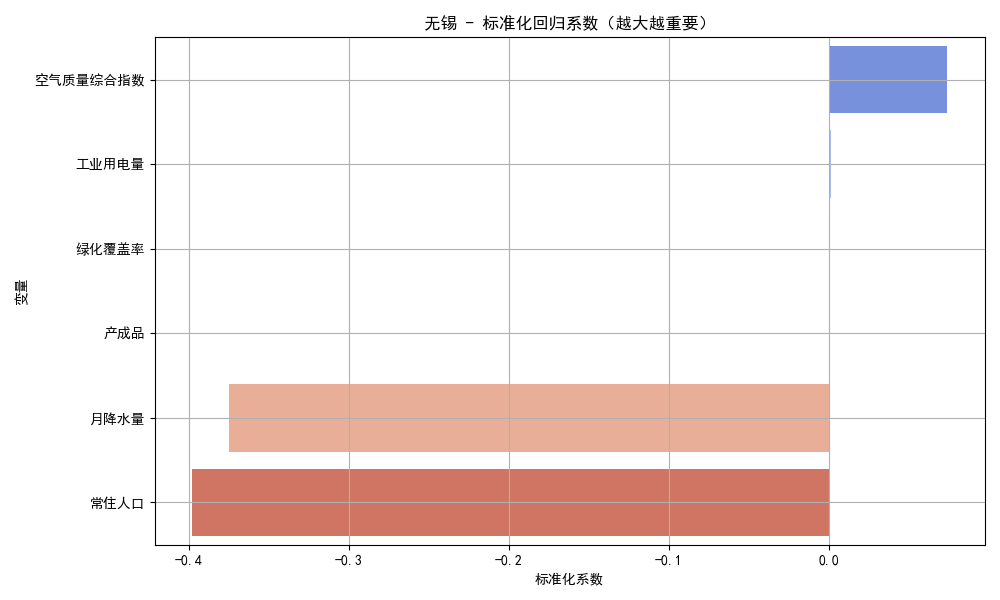 无锡 - 标准化回归系数（越大越重要）
空气质量综合指数
工业用电量
绿化覆盖率
产成品
月降水量
常住人口
变量
-0.4 -0.3 -0.2 -0.1 0.0
标准化系数